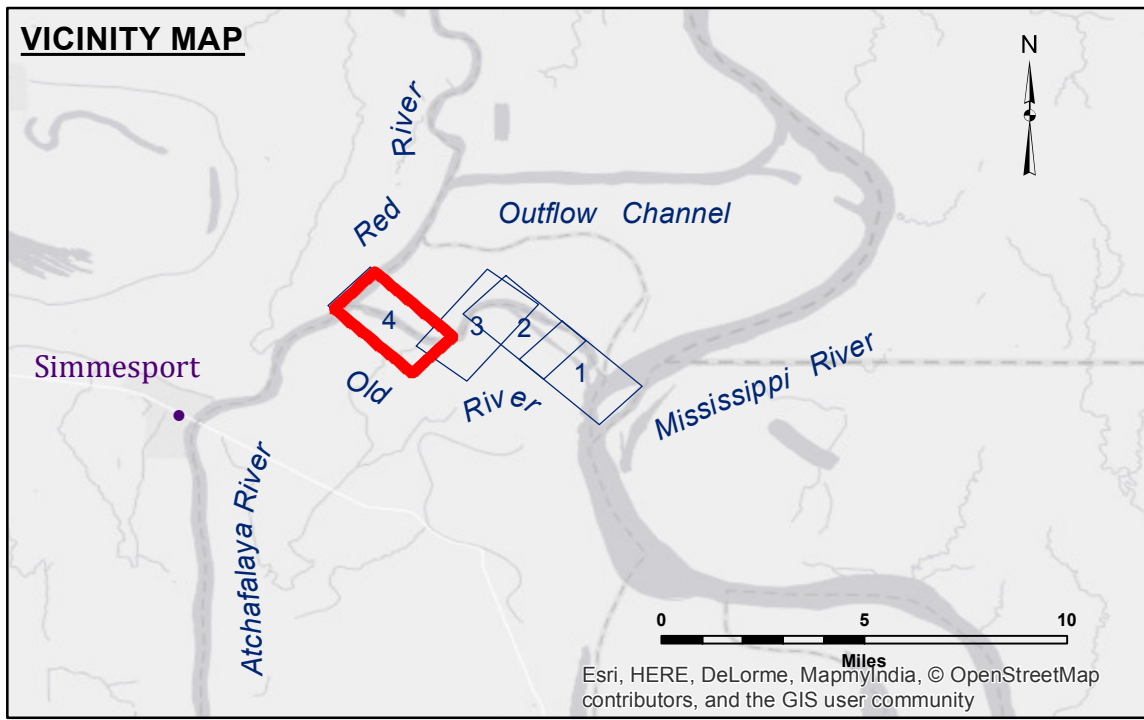 VICINITY MAP
N
Red River
Outflow Channel
4
3
2
1
Simmesport
Old River
Mississippi River
Atchafalaya River
0 5 10
Miles
Esri, HERE, DeLorme, MapmyIndia, © OpenStreetMap
contributors, and the GIS user community